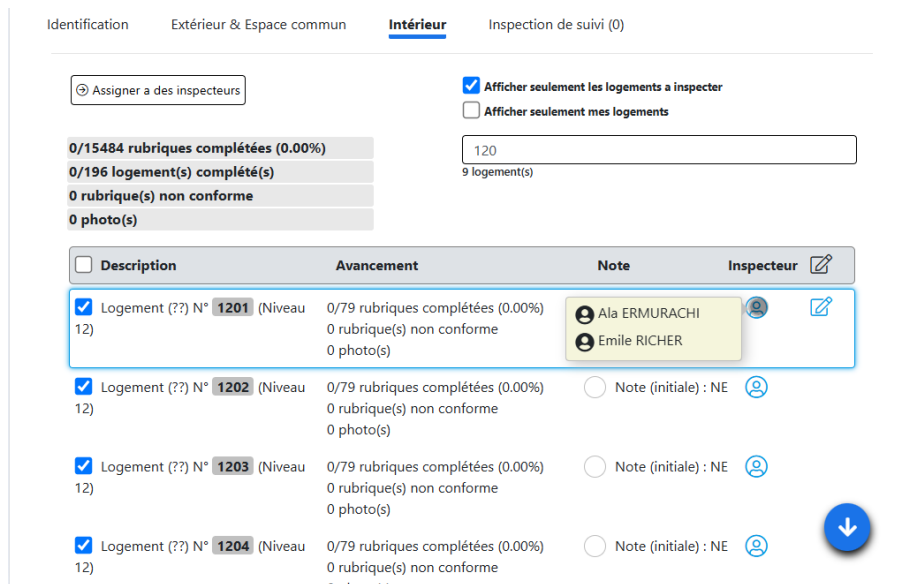 Identification Extérieur & Espace commun Intérieur Inspection de suivi (0)
Assigner a des inspecteurs
Afficher seulement les logements a inspecter
Afficher seulement mes logements
0/15484 rubriques complétées (0.00%)
0/196 logement(s) complété(s)
0 rubrique(s) non conforme
0 photo(s)
120
9 logement(s)
Description Avancement Note Inspecteur
Logement (??) N° 1201 (Niveau
12)
0/79 rubriques complétées (0.00%)
0 rubrique(s) non conforme
0 photo(s)
Ala ERMURACHI
Emile RICHER
Logement (??) N° 1202 (Niveau
12)
0/79 rubriques complétées (0.00%)
0 rubrique(s) non conforme
0 photo(s)
Note (initiale) : NE
Logement (??) N° 1203 (Niveau
12)
0/79 rubriques complétées (0.00%)
0 rubrique(s) non conforme
0 photo(s)
Note (initiale) : NE
Logement (??) N° 1204 (Niveau
12)
0/79 rubriques complétées (0.00%)
0 rubrique(s) non conforme
Note (initiale) : NE